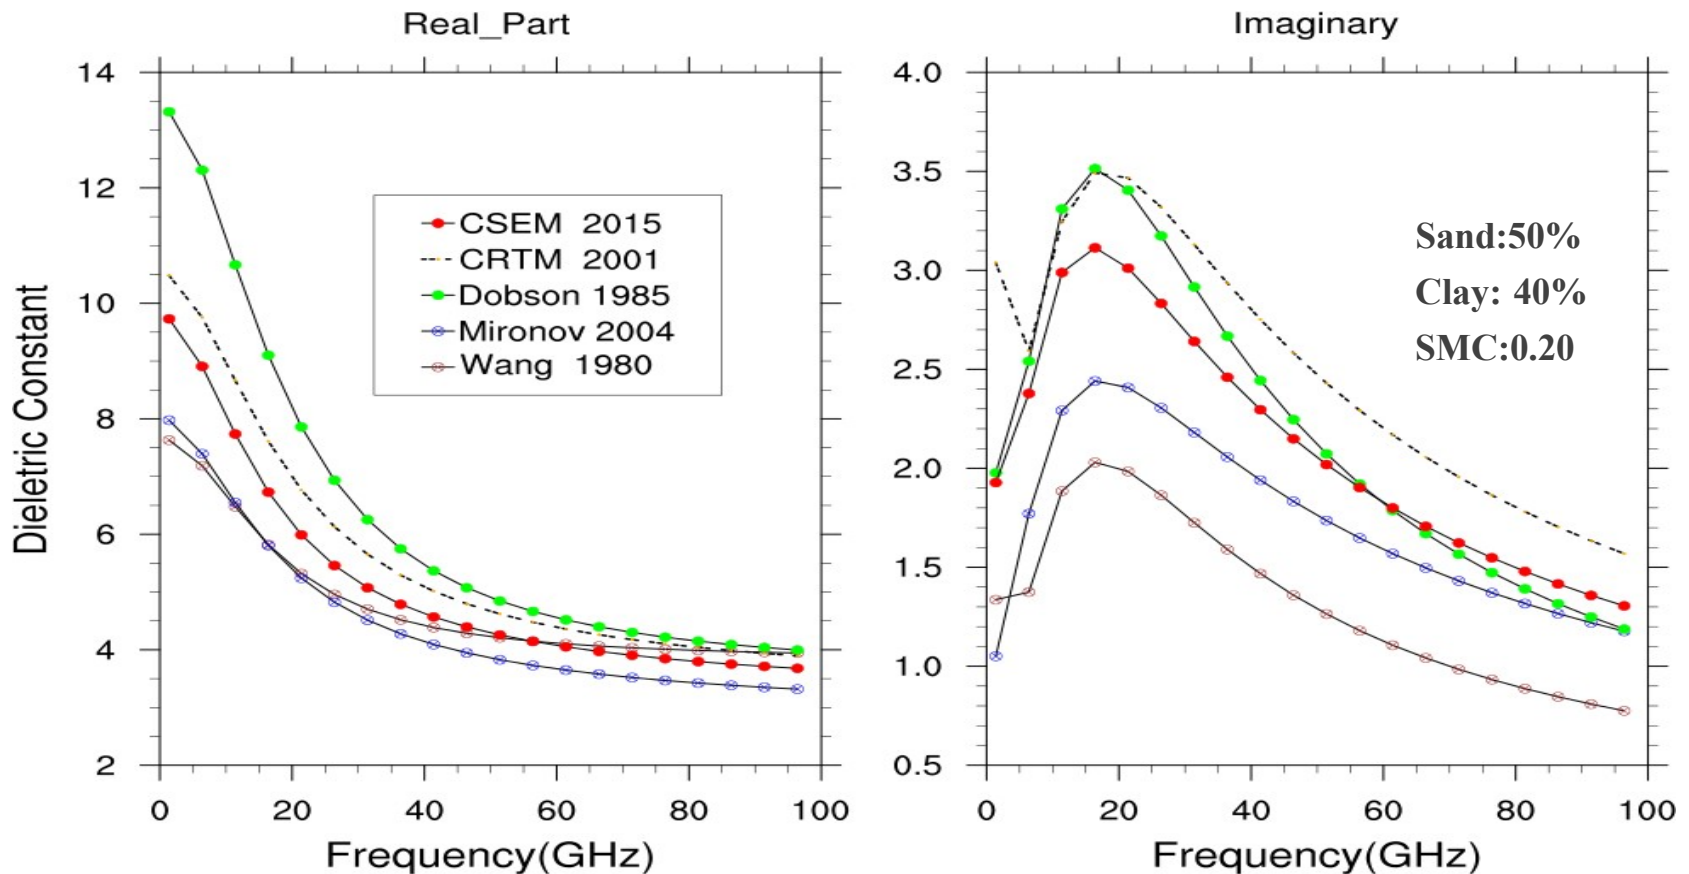 Real_Part
Dieletric Constant
14
12
10
8
6
4
2
CSEM 2015
CRTM 2001
Dobson 1985
Mironov 2004
Wang 1980
0 20 40 60 80 100
Frequency(GHz)
Imaginary
4.0
3.5
3.0
2.5
2.0
1.5
1.0
0.5
Sand:50%
Clay: 40%
SMC:0.20
0 20 40 60 80 100
Frequency(GHz)